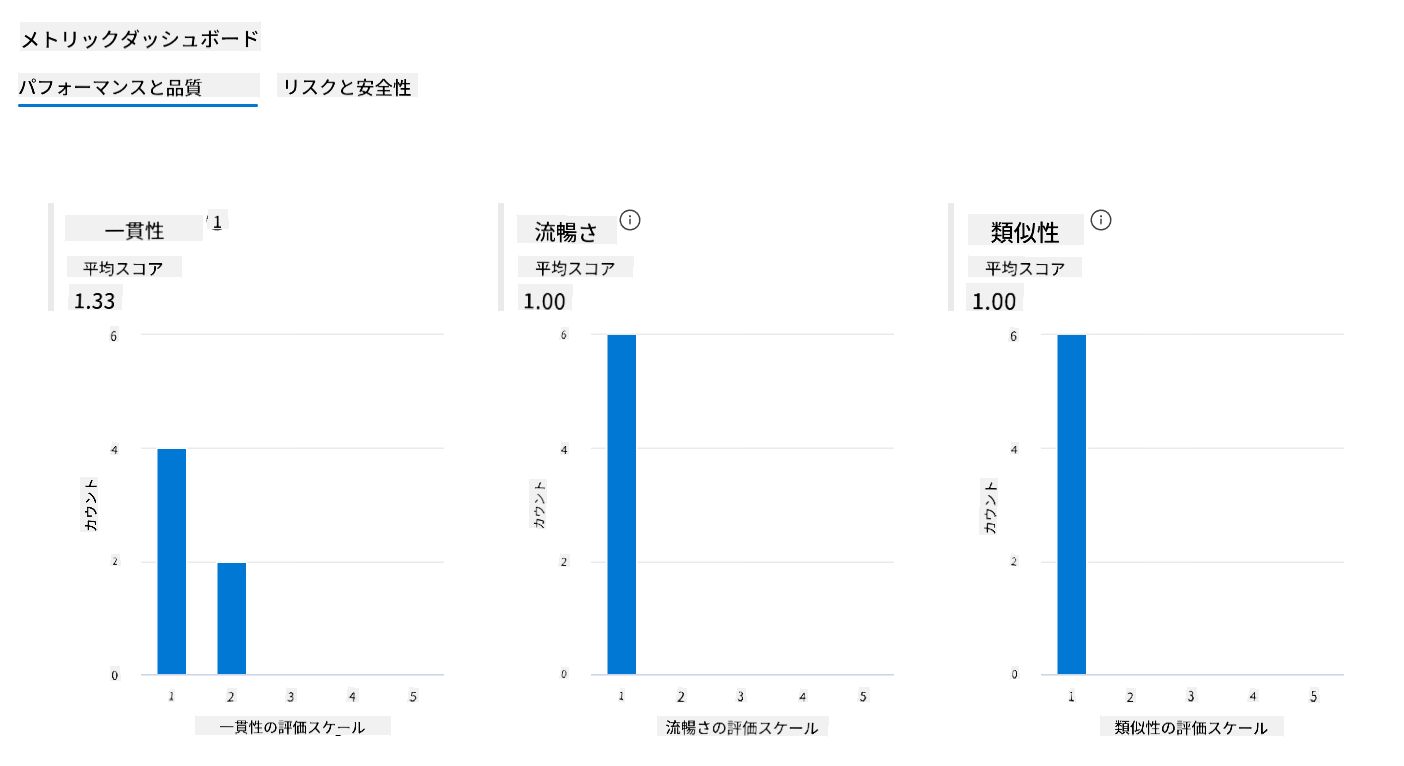 メトリックダッシュボード
パフォーマンスと品質 リスクと安全性
一貫性
平均スコア
1.33
6
4
2
0
カウント
1 2 3 4 5
一貫性の評価スケール
流暢さ
平均スコア
1.00
6
4
2
0
カウント
1 2 3 4 5
流暢さの評価スケール
類似性
平均スコア
1.00
6
4
2
0
カウント
1 2 3 4 5
類似性の評価スケール